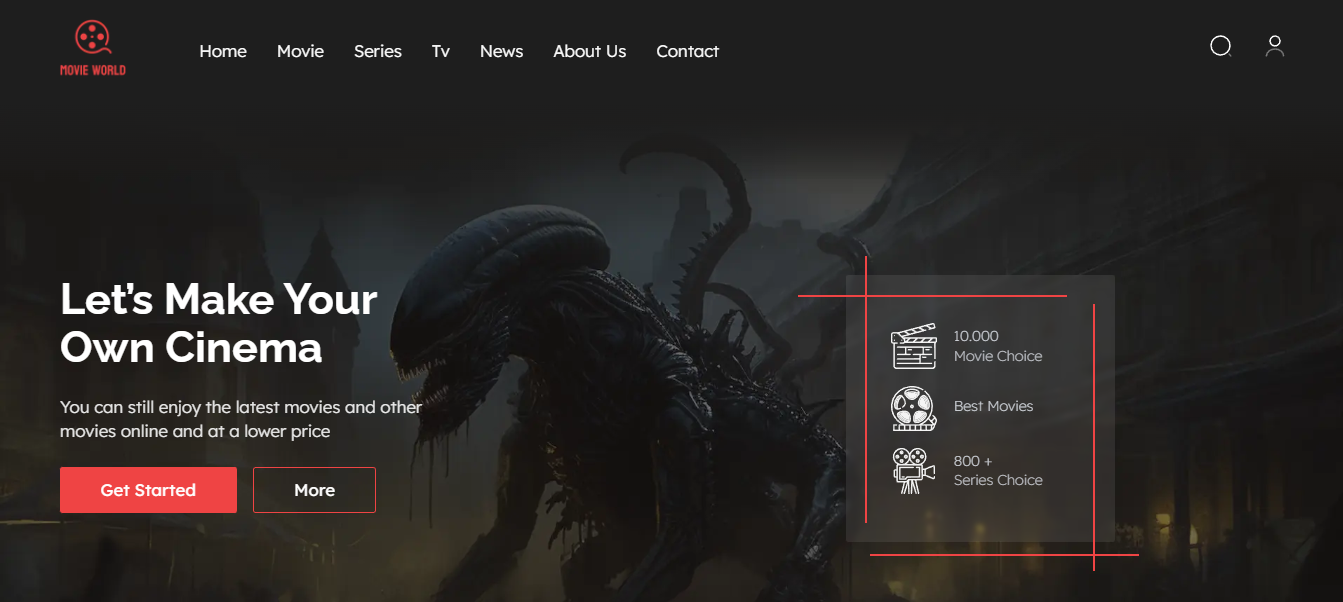 MOVIE WORLD
Home Movie Series Tv News About Us Contact
Let's Make Your
Own Cinema
You can still enjoy the latest movies and other
movies online and at a lower price
Get Started More
10.000
Movie Choice
Best Movies
800 +
Series Choice